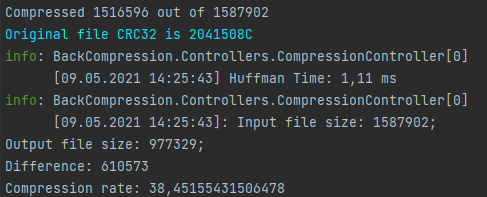 Compressed 1516596 out of 1587902
Original file CRC32 is 2041508C
info: BackCompression.Controllers.CompressionController[0]
[09.05.2021 14:25:43] Huffman Time: 1,11 ms
info: BackCompression.Controllers.CompressionController[0]
[09.05.2021 14:25:43]: Input file size: 1587902;
Output file size: 977329;
Difference: 610573
Compression rate: 38,45155431506478